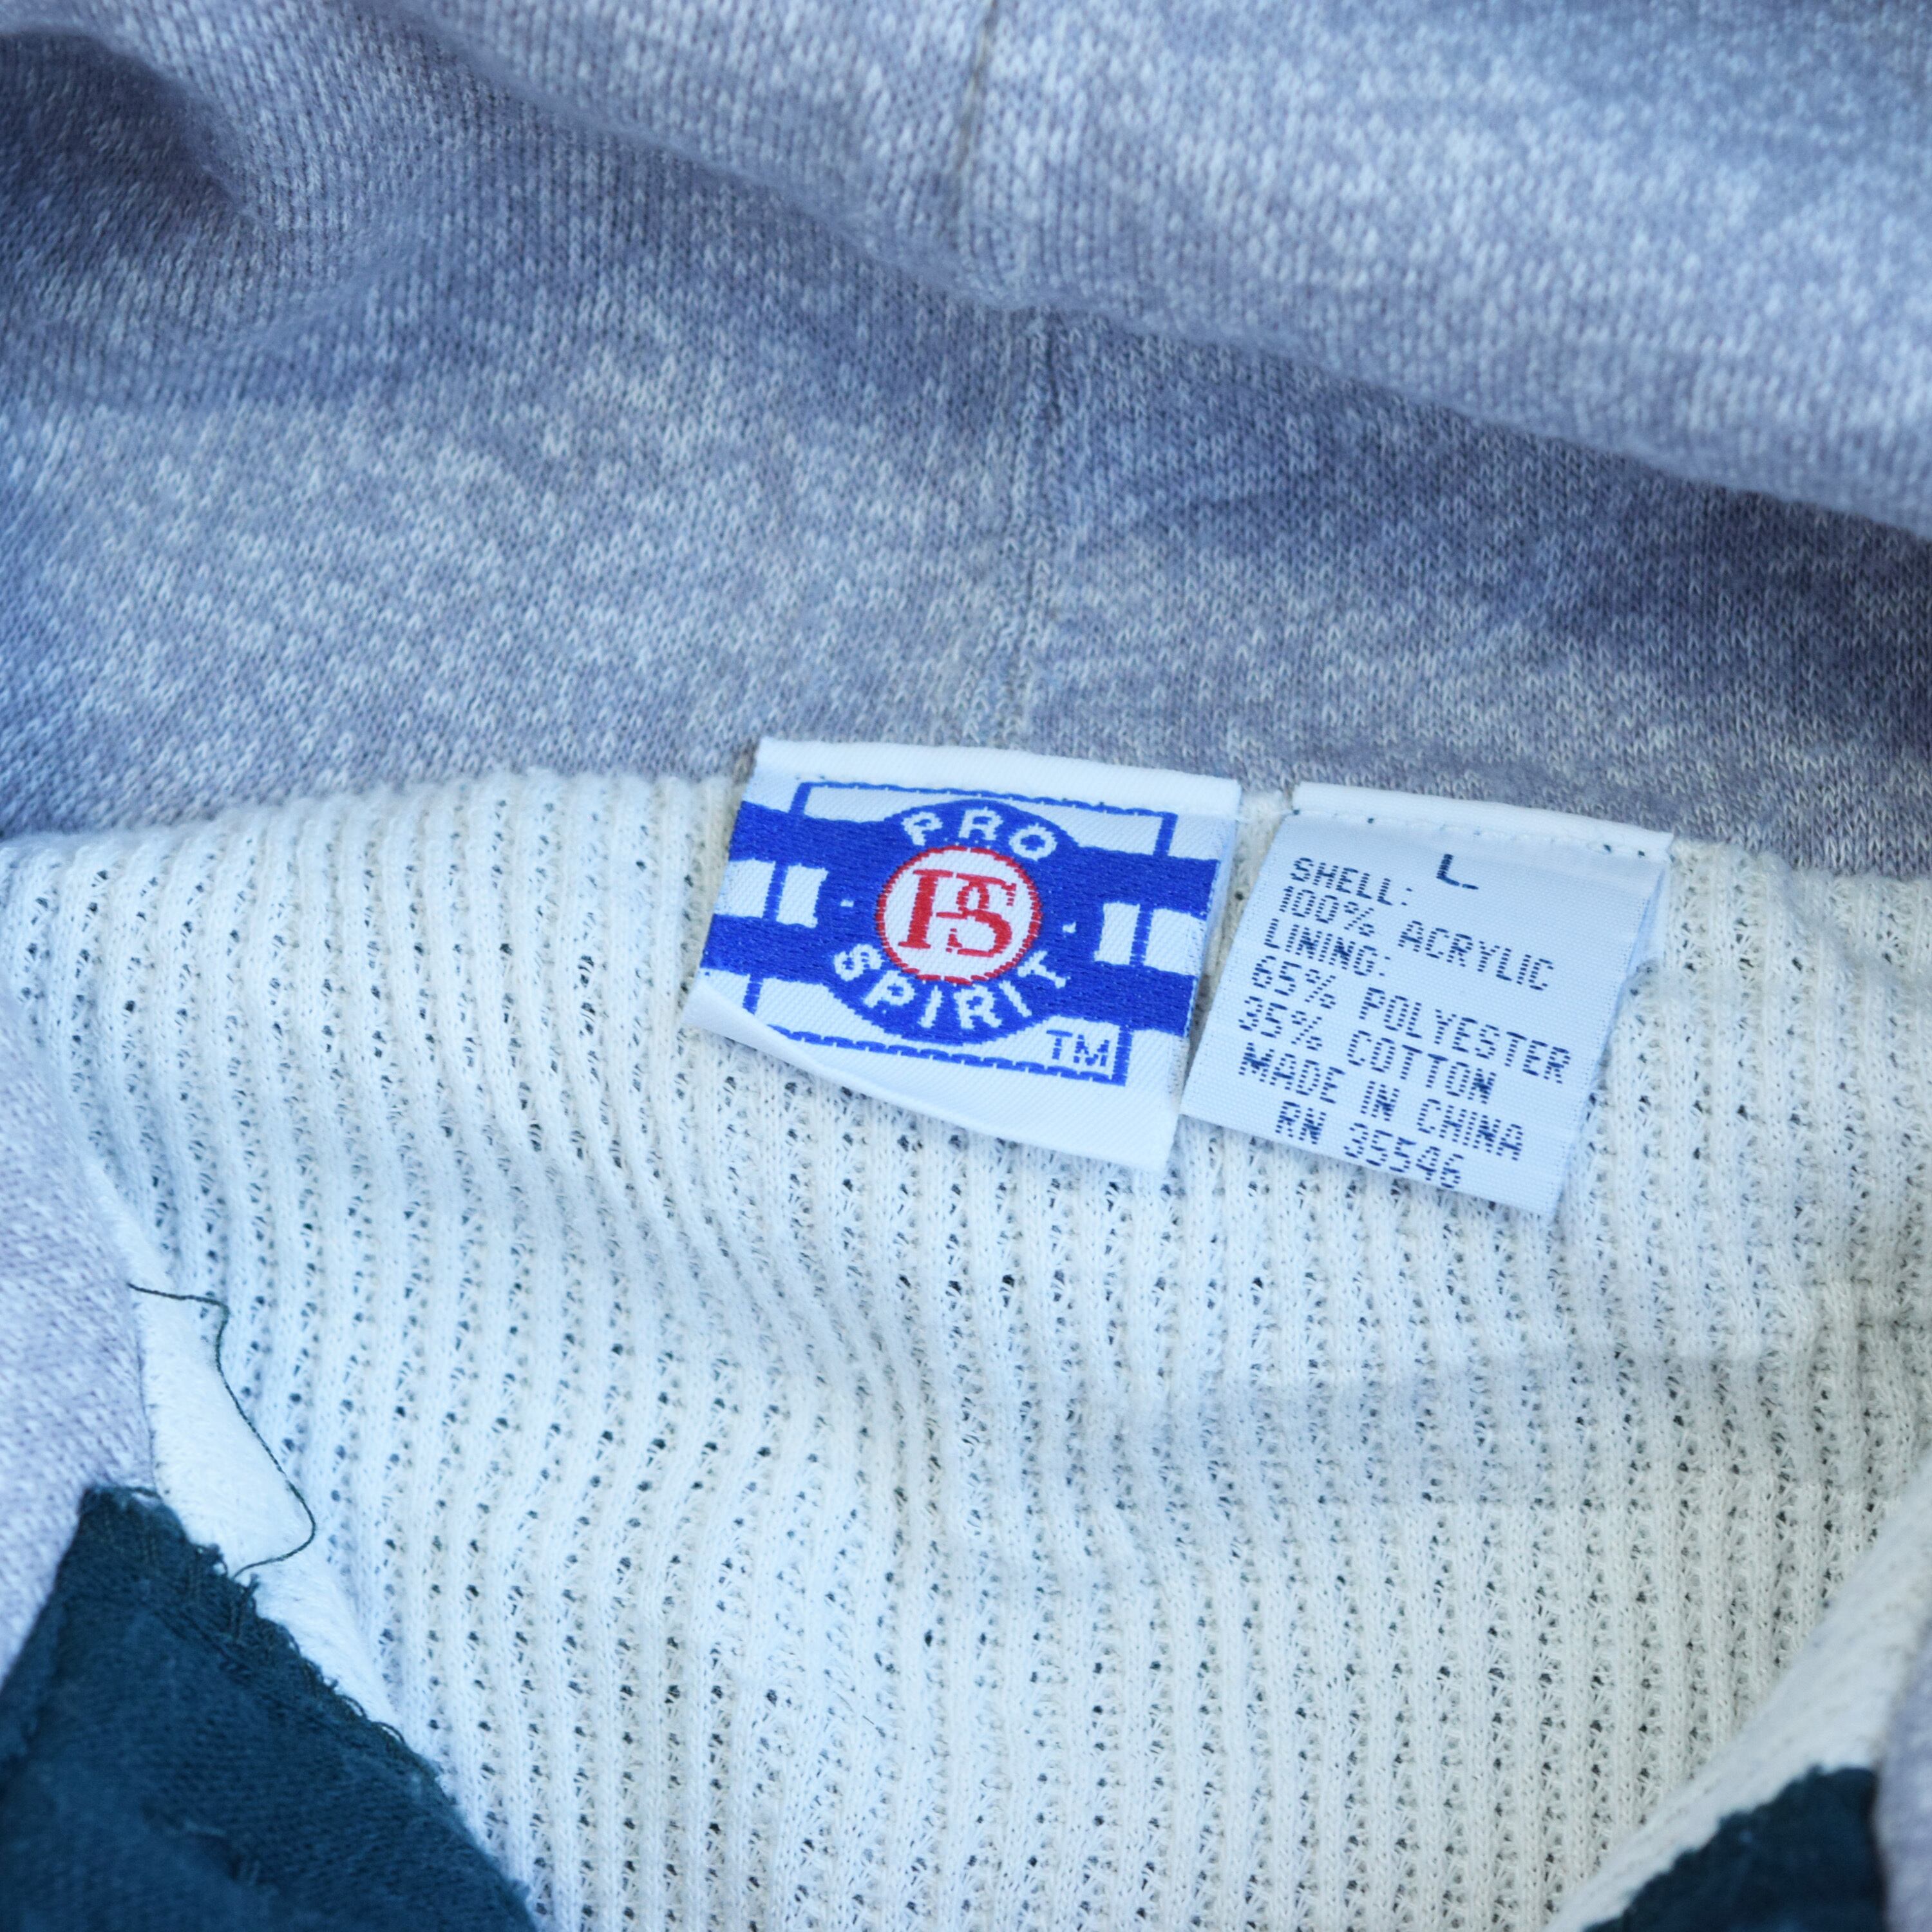 PRO
PS
SPIRIT
TM
L
SHELL:
100% ACRYLIC
LINING:
65% POLYESTER
35% COTTON
MADE IN CHINA
RN 35546